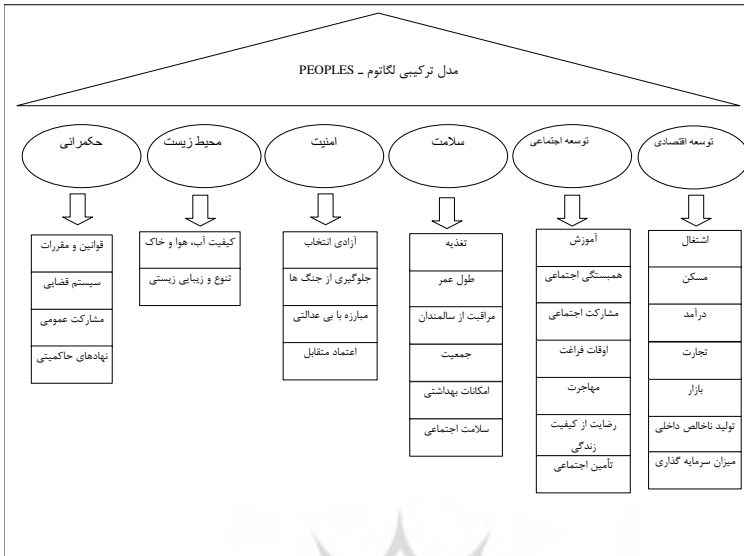 مدل ترکیبی لگاتوم ـ PEOPLES
توسعه اقتصادی
توسعه اجتماعی
سلامت
امنیت
محیط زیست
حکمرانی
اشتغال
مسکن
درآمد
تجارت
بازار
تولید ناخالص داخلی
میزان سرمایه گذاری
آموزش
همبستگی اجتماعی
مشارکت اجتماعی
اوقات فراغت
مهاجرت
رضایت از کیفیت
زندگی
تأمین اجتماعی
تغذیه
طول عمر
مراقبت از سالمندان
جمعیت
امکانات بهداشتی
سلامت اجتماعی
آزادی انتخاب
جلوگیری از جنگ ها
مبارزه با بی عدالتی
اعتماد متقابل
کیفیت آب، هوا و خاک
تنوع و زیبایی زیستی
قوانین و مقررات
سیستم قضایی
مشارکت عمومی
نهادهای حاکمیتی